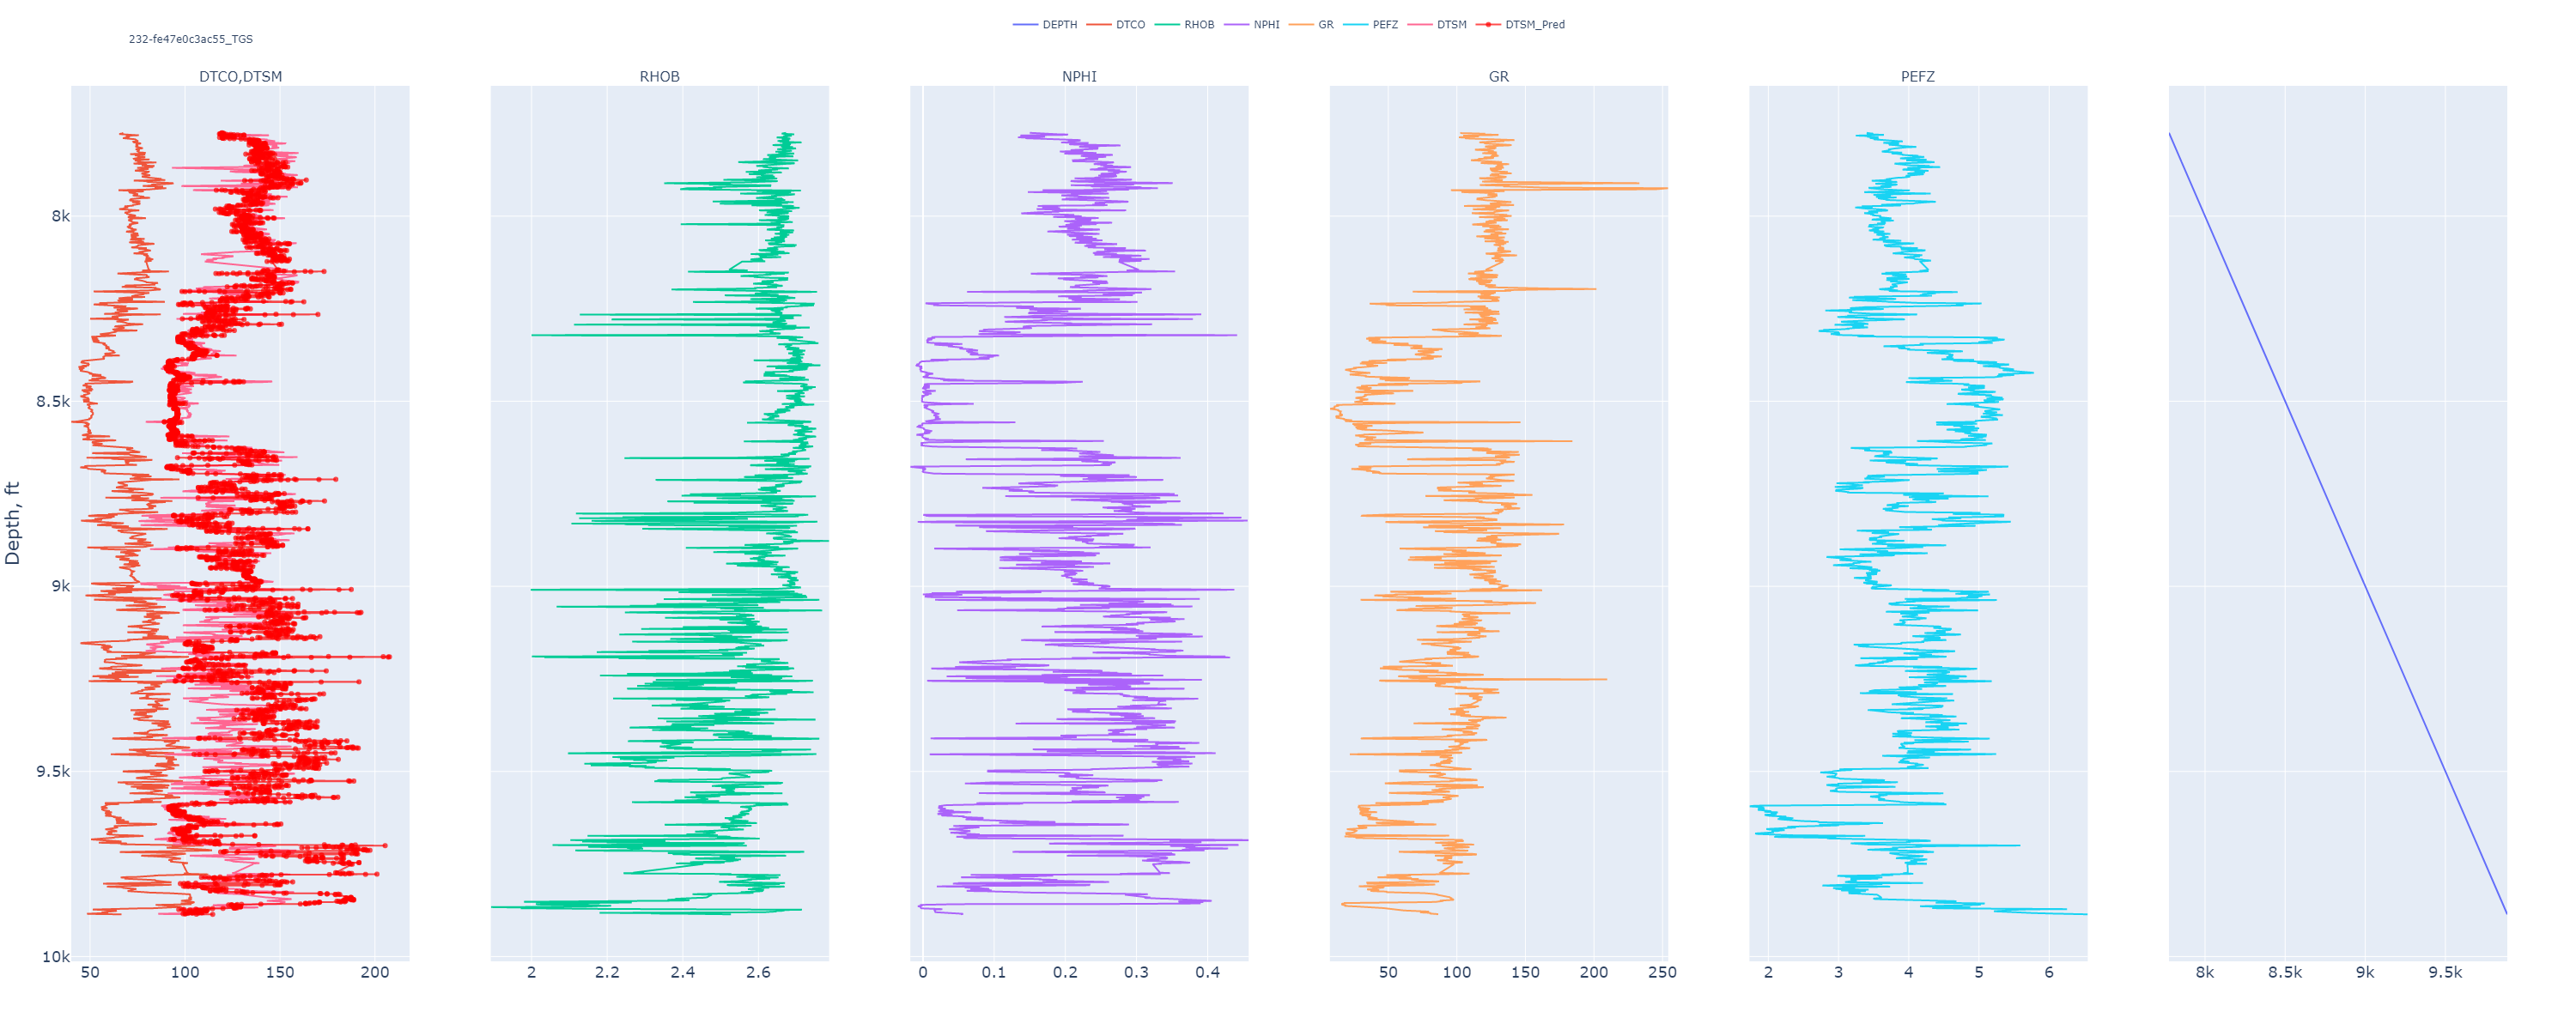 DEPTH DTCO RHOB NPHI GR PEFZ DTSM DTSM_Pred
232-fe47e0c3ac55_TGS
DTCO,DTSM RHOB NPHI GR PEFZ
8k
8.5k
Depth, ft
9k
9.5k
10k
50 100 150 200 2 2.2 2.4 2.6 0 0.1 0.2 0.3 0.4 50 100 150 200 250 2 3 4 5 6 8k 8.5k 9k 9.5k